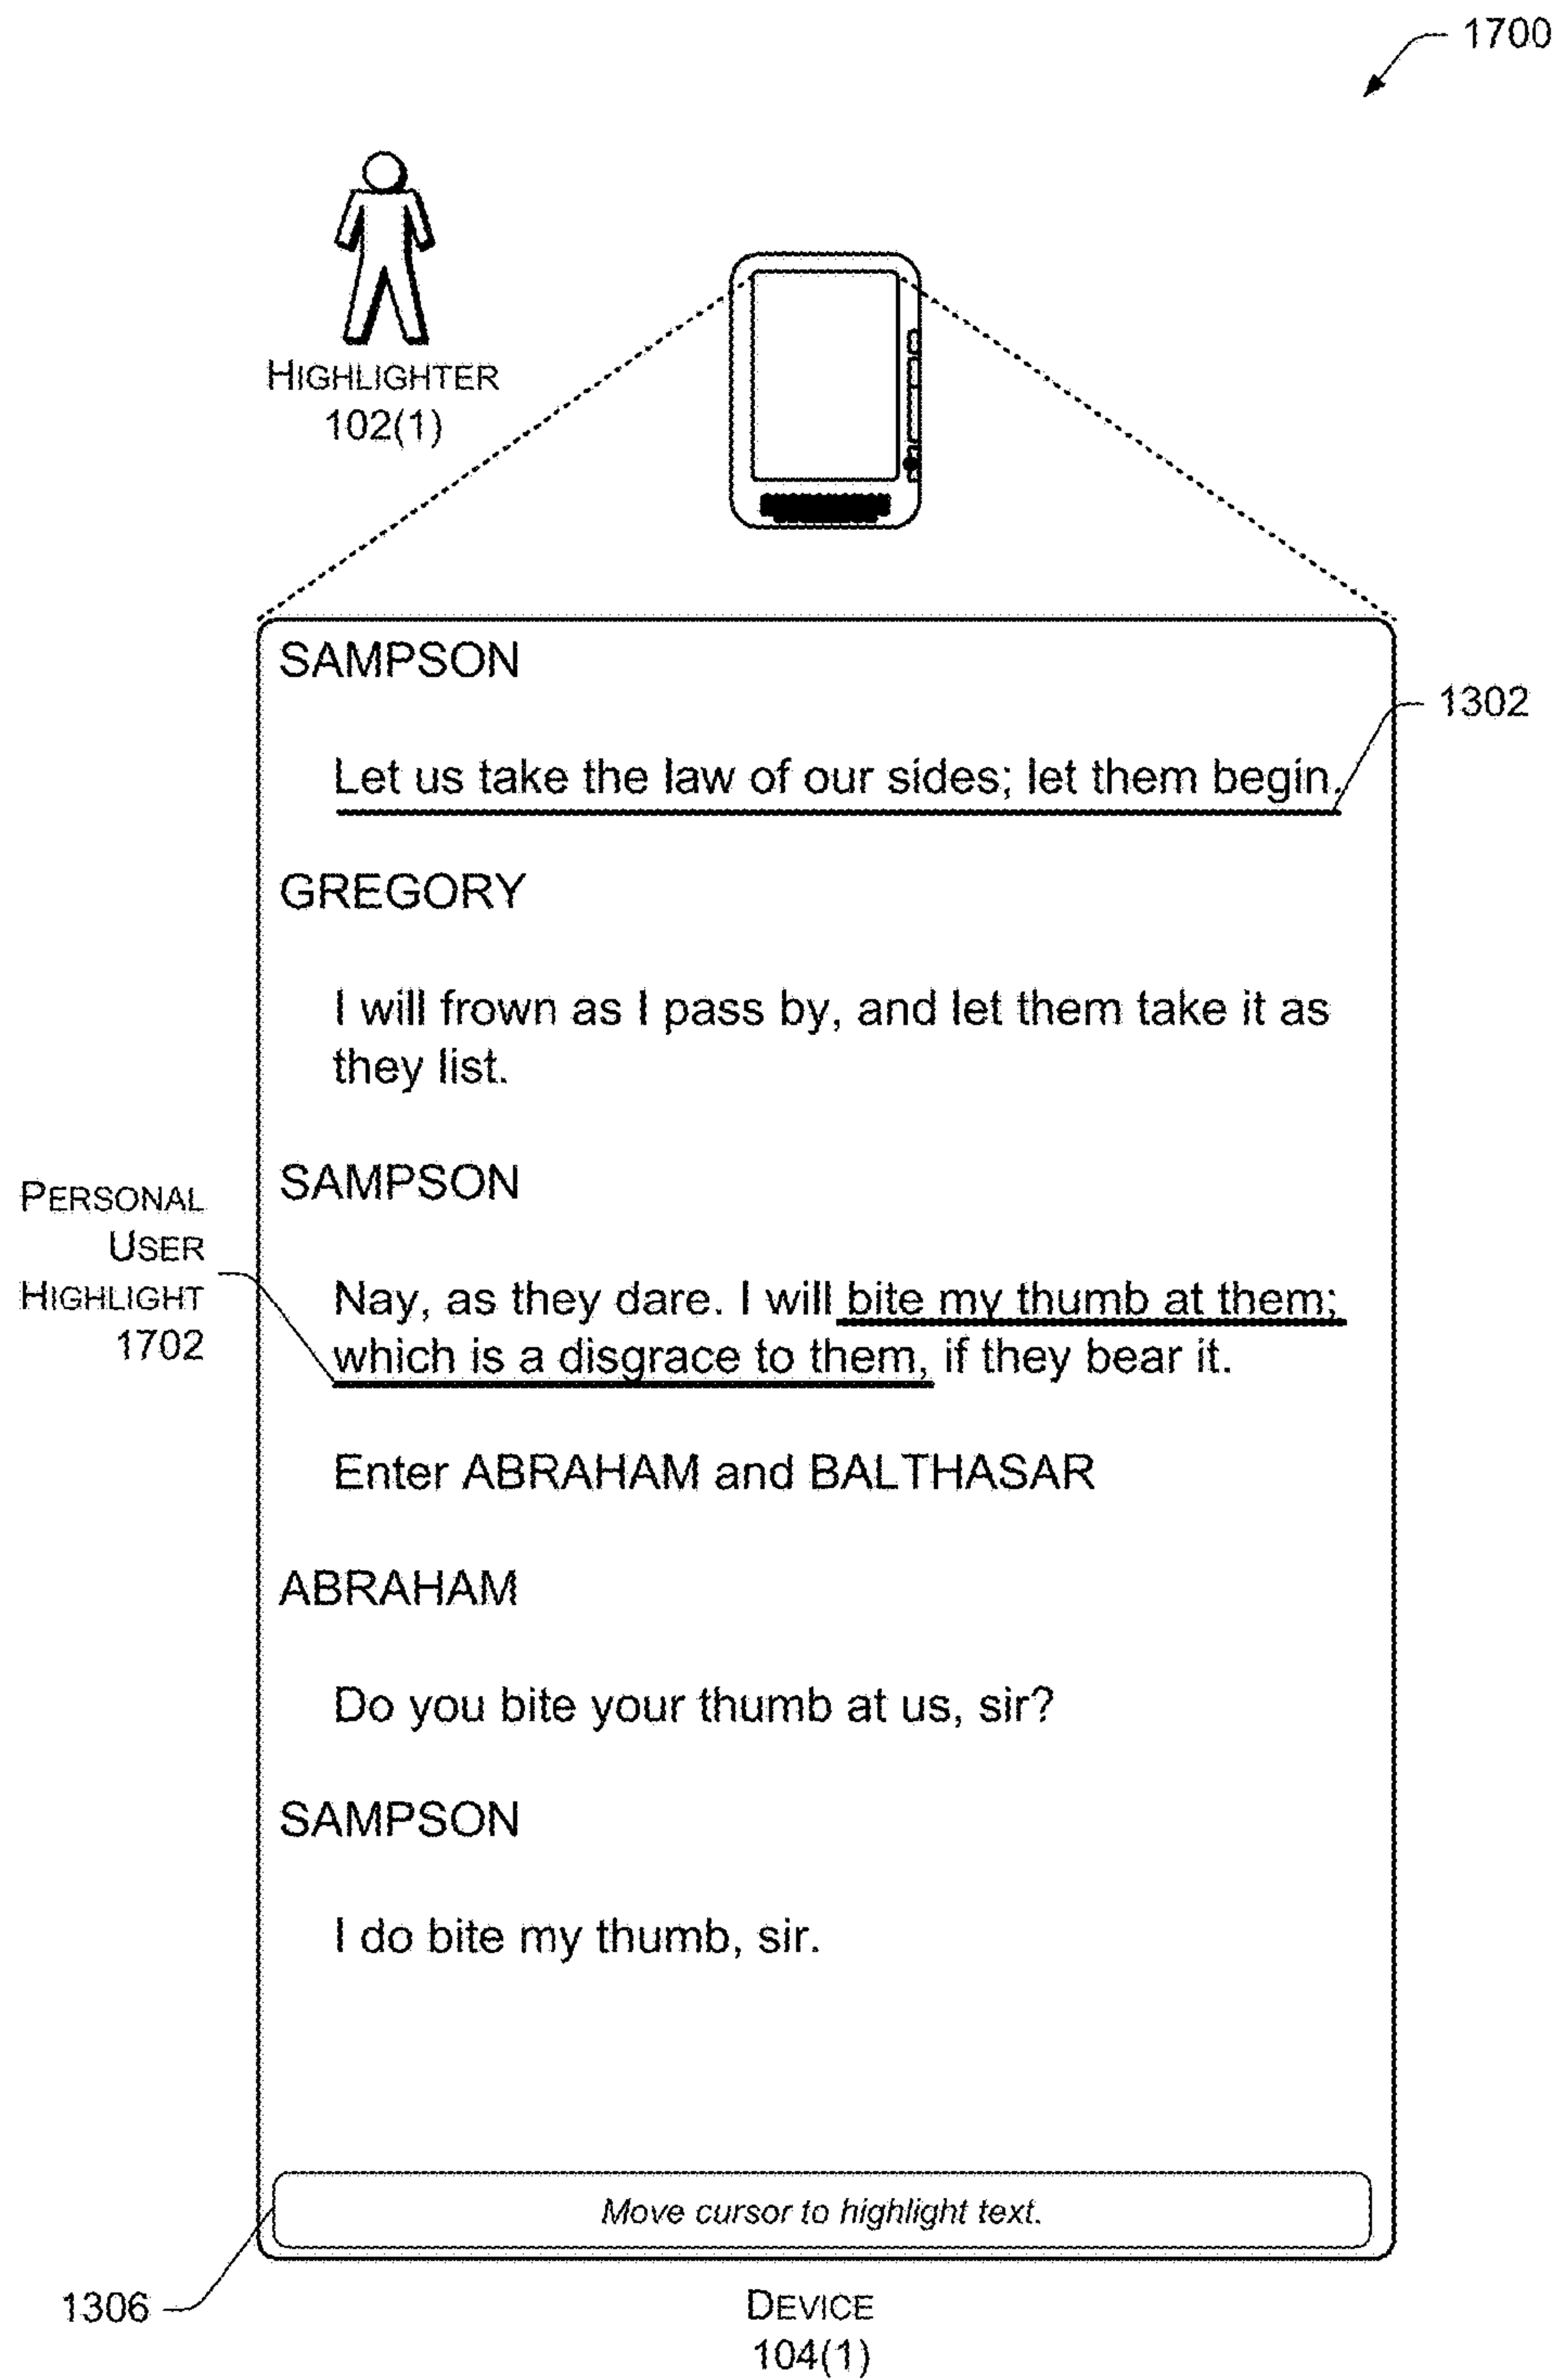 1700
HIGHLIGHTER
102(1)
SAMPSON
1302
Let us take the law of our sides; let them begin.
GREGORY
I will frown as I pass by, and let them take it as
they list.
SAMPSON
PERSONAL
USER
HIGHLIGHT
1702
Nay, as they dare. I will bite my thumb at them;
which is a disgrace to them, if they bear it.
Enter ABRAHAM and BALTHASAR
ABRAHAM
Do you bite your thumb at us, sir?
SAMPSON
I do bite my thumb, sir.
Move cursor to highlight text.
1306
DEVICE
104(1)